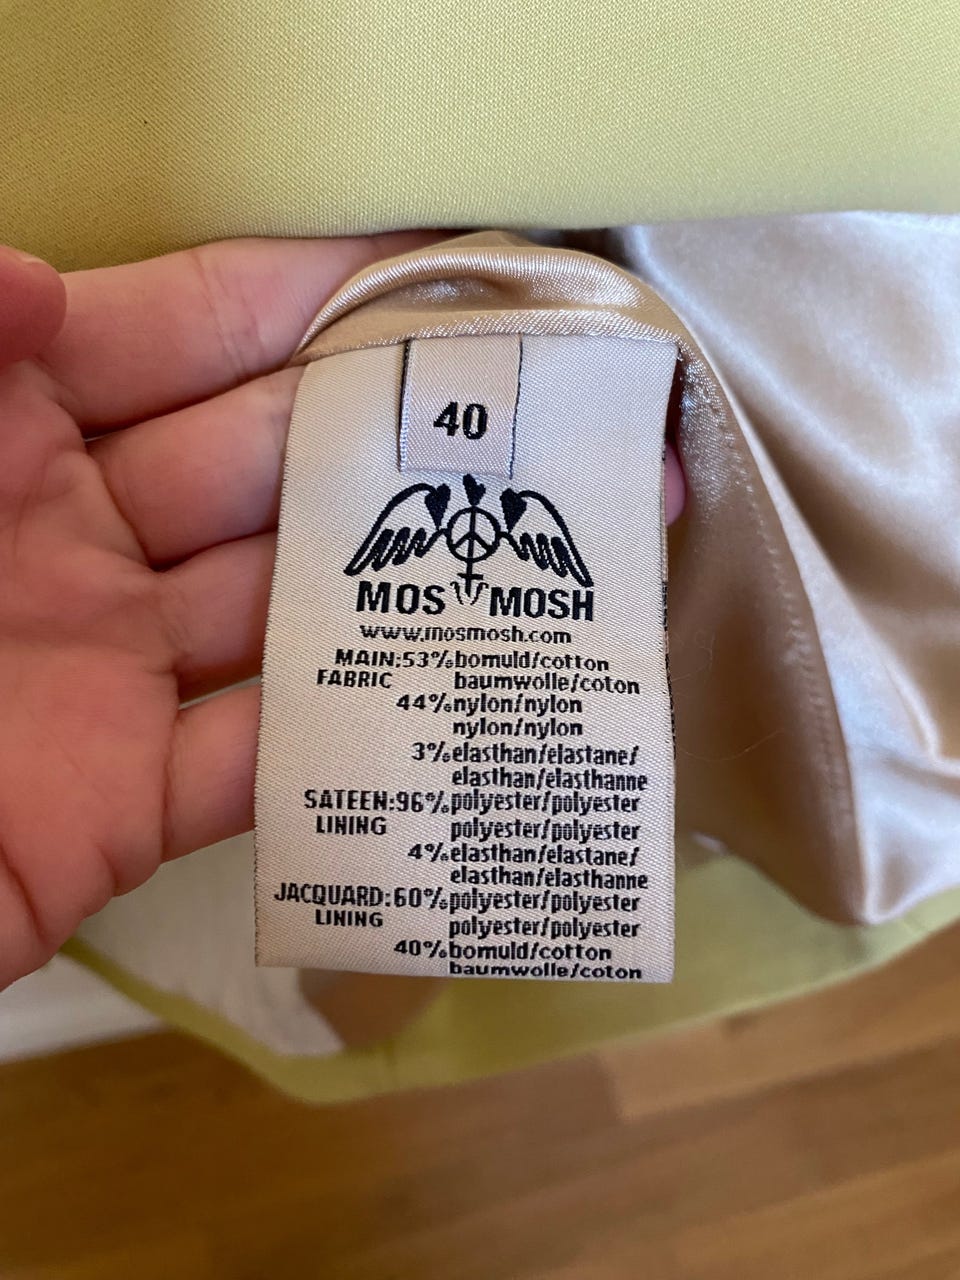 40
MOS MOSH
www.mosmosh.com
MAIN:53%bomuld/cotton
FABRIC baumwolle/coton
44%nylon/nylon
nylon/nylon
3%elasthan/elastane/
elasthan/elasthanne
SATEEN:96%polyester/polyester
LINING polyester/polyester
4%elasthan/elastane/
elasthan/elasthanne
JACQUARD:60%polyester/polyester
LINING polyester/polyester
40%bomuld/cotton
baumwolle/coton